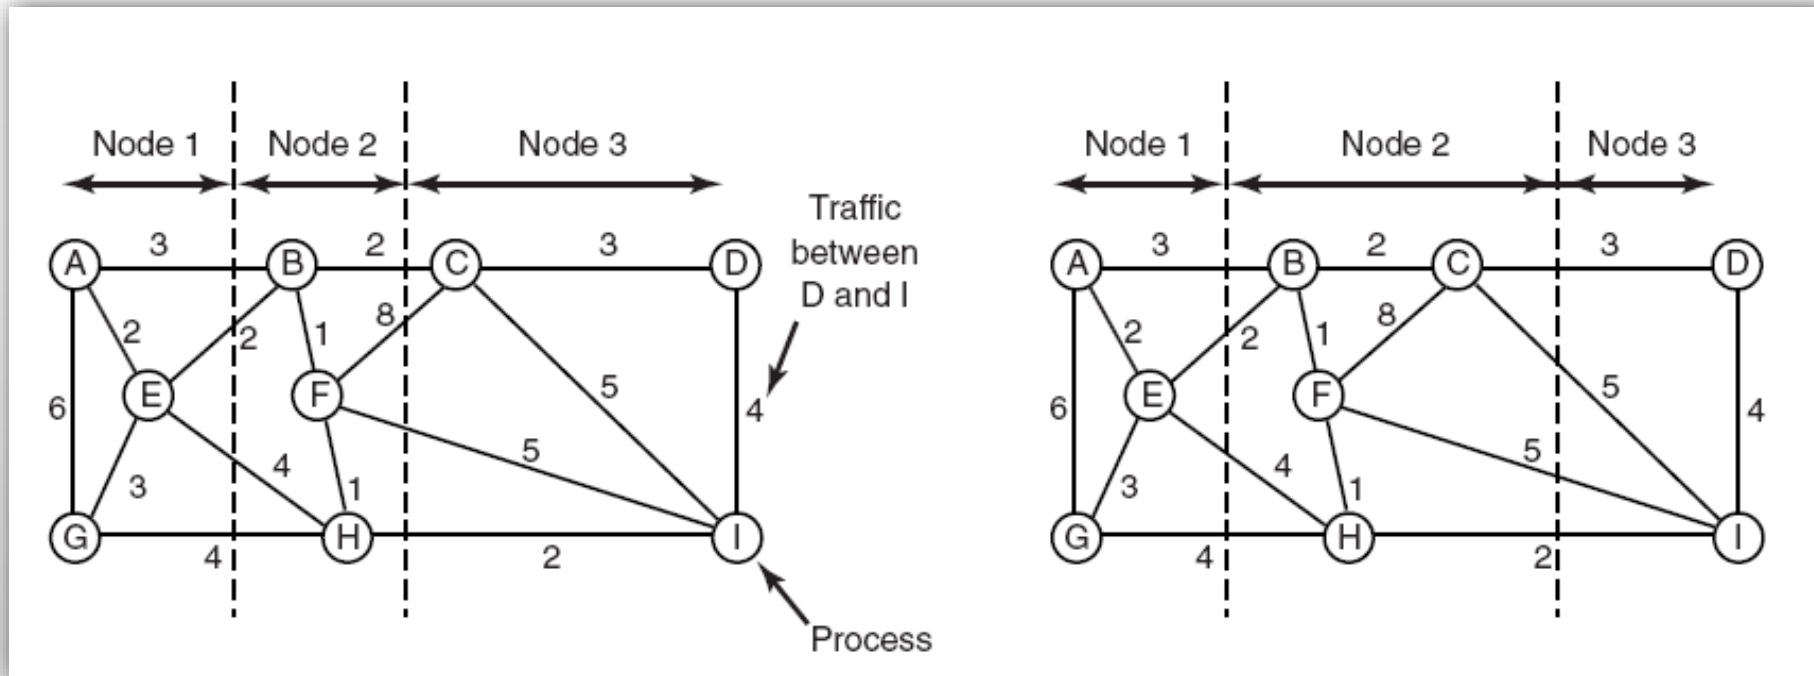 Node 1 Node 2 Node 3
Traffic
between
D and I
A 3 B 2 C 3 D
2 2 1 8
6 E F 5 4
5
3 4 1
G 4 H 2 I
Process
Node 1 Node 2 Node 3
A 3 B 2 C 3 D
2 2 1 8
6 E F 5 4
5
3 4 1
G 4 H 2 I